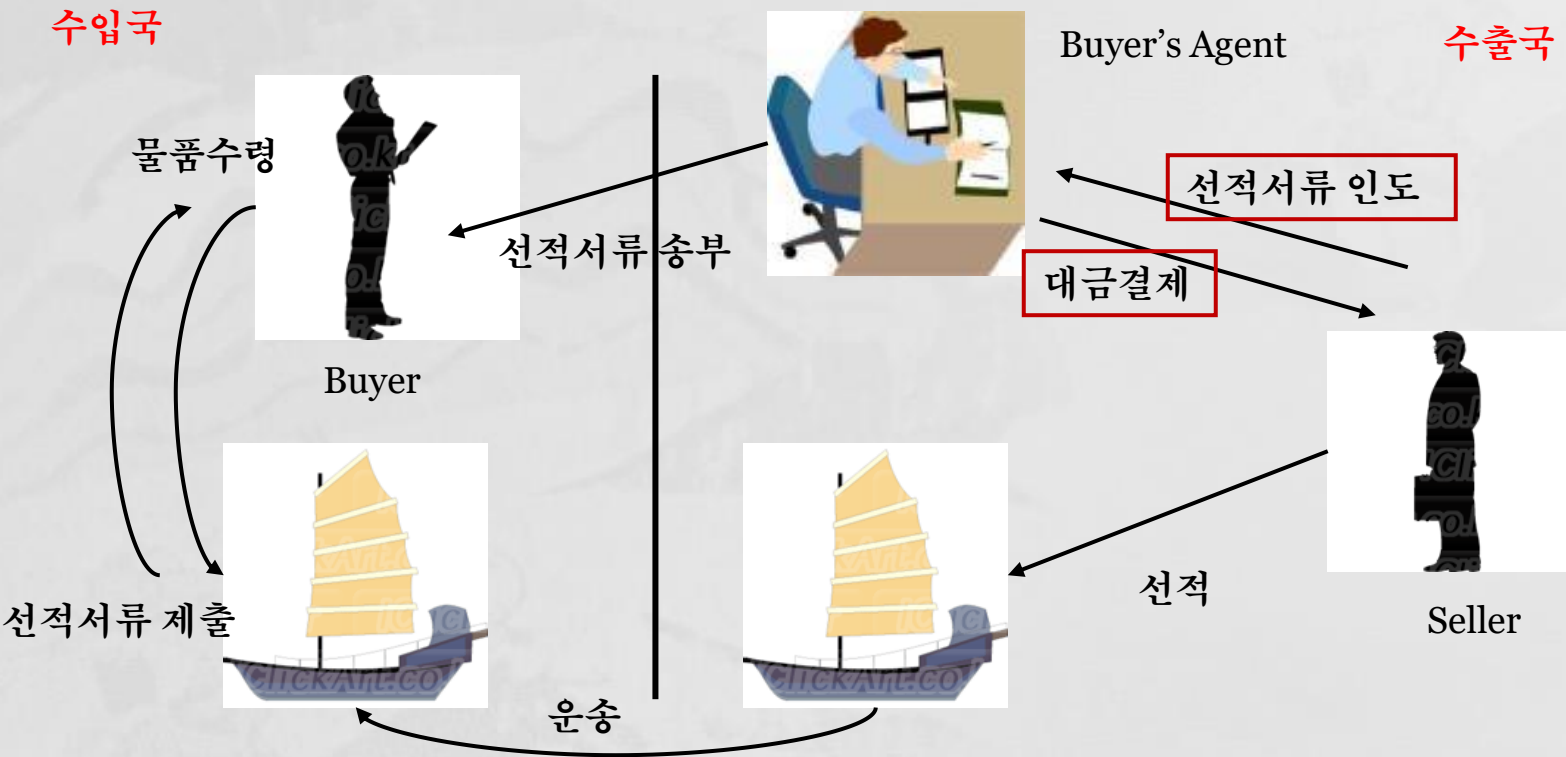 수입국
Buyer's Agent
수출국
물품수령
선적서류 인도
선적서류 송부
대금결제
Buyer
선적
선적서류 제출
Seller
운송